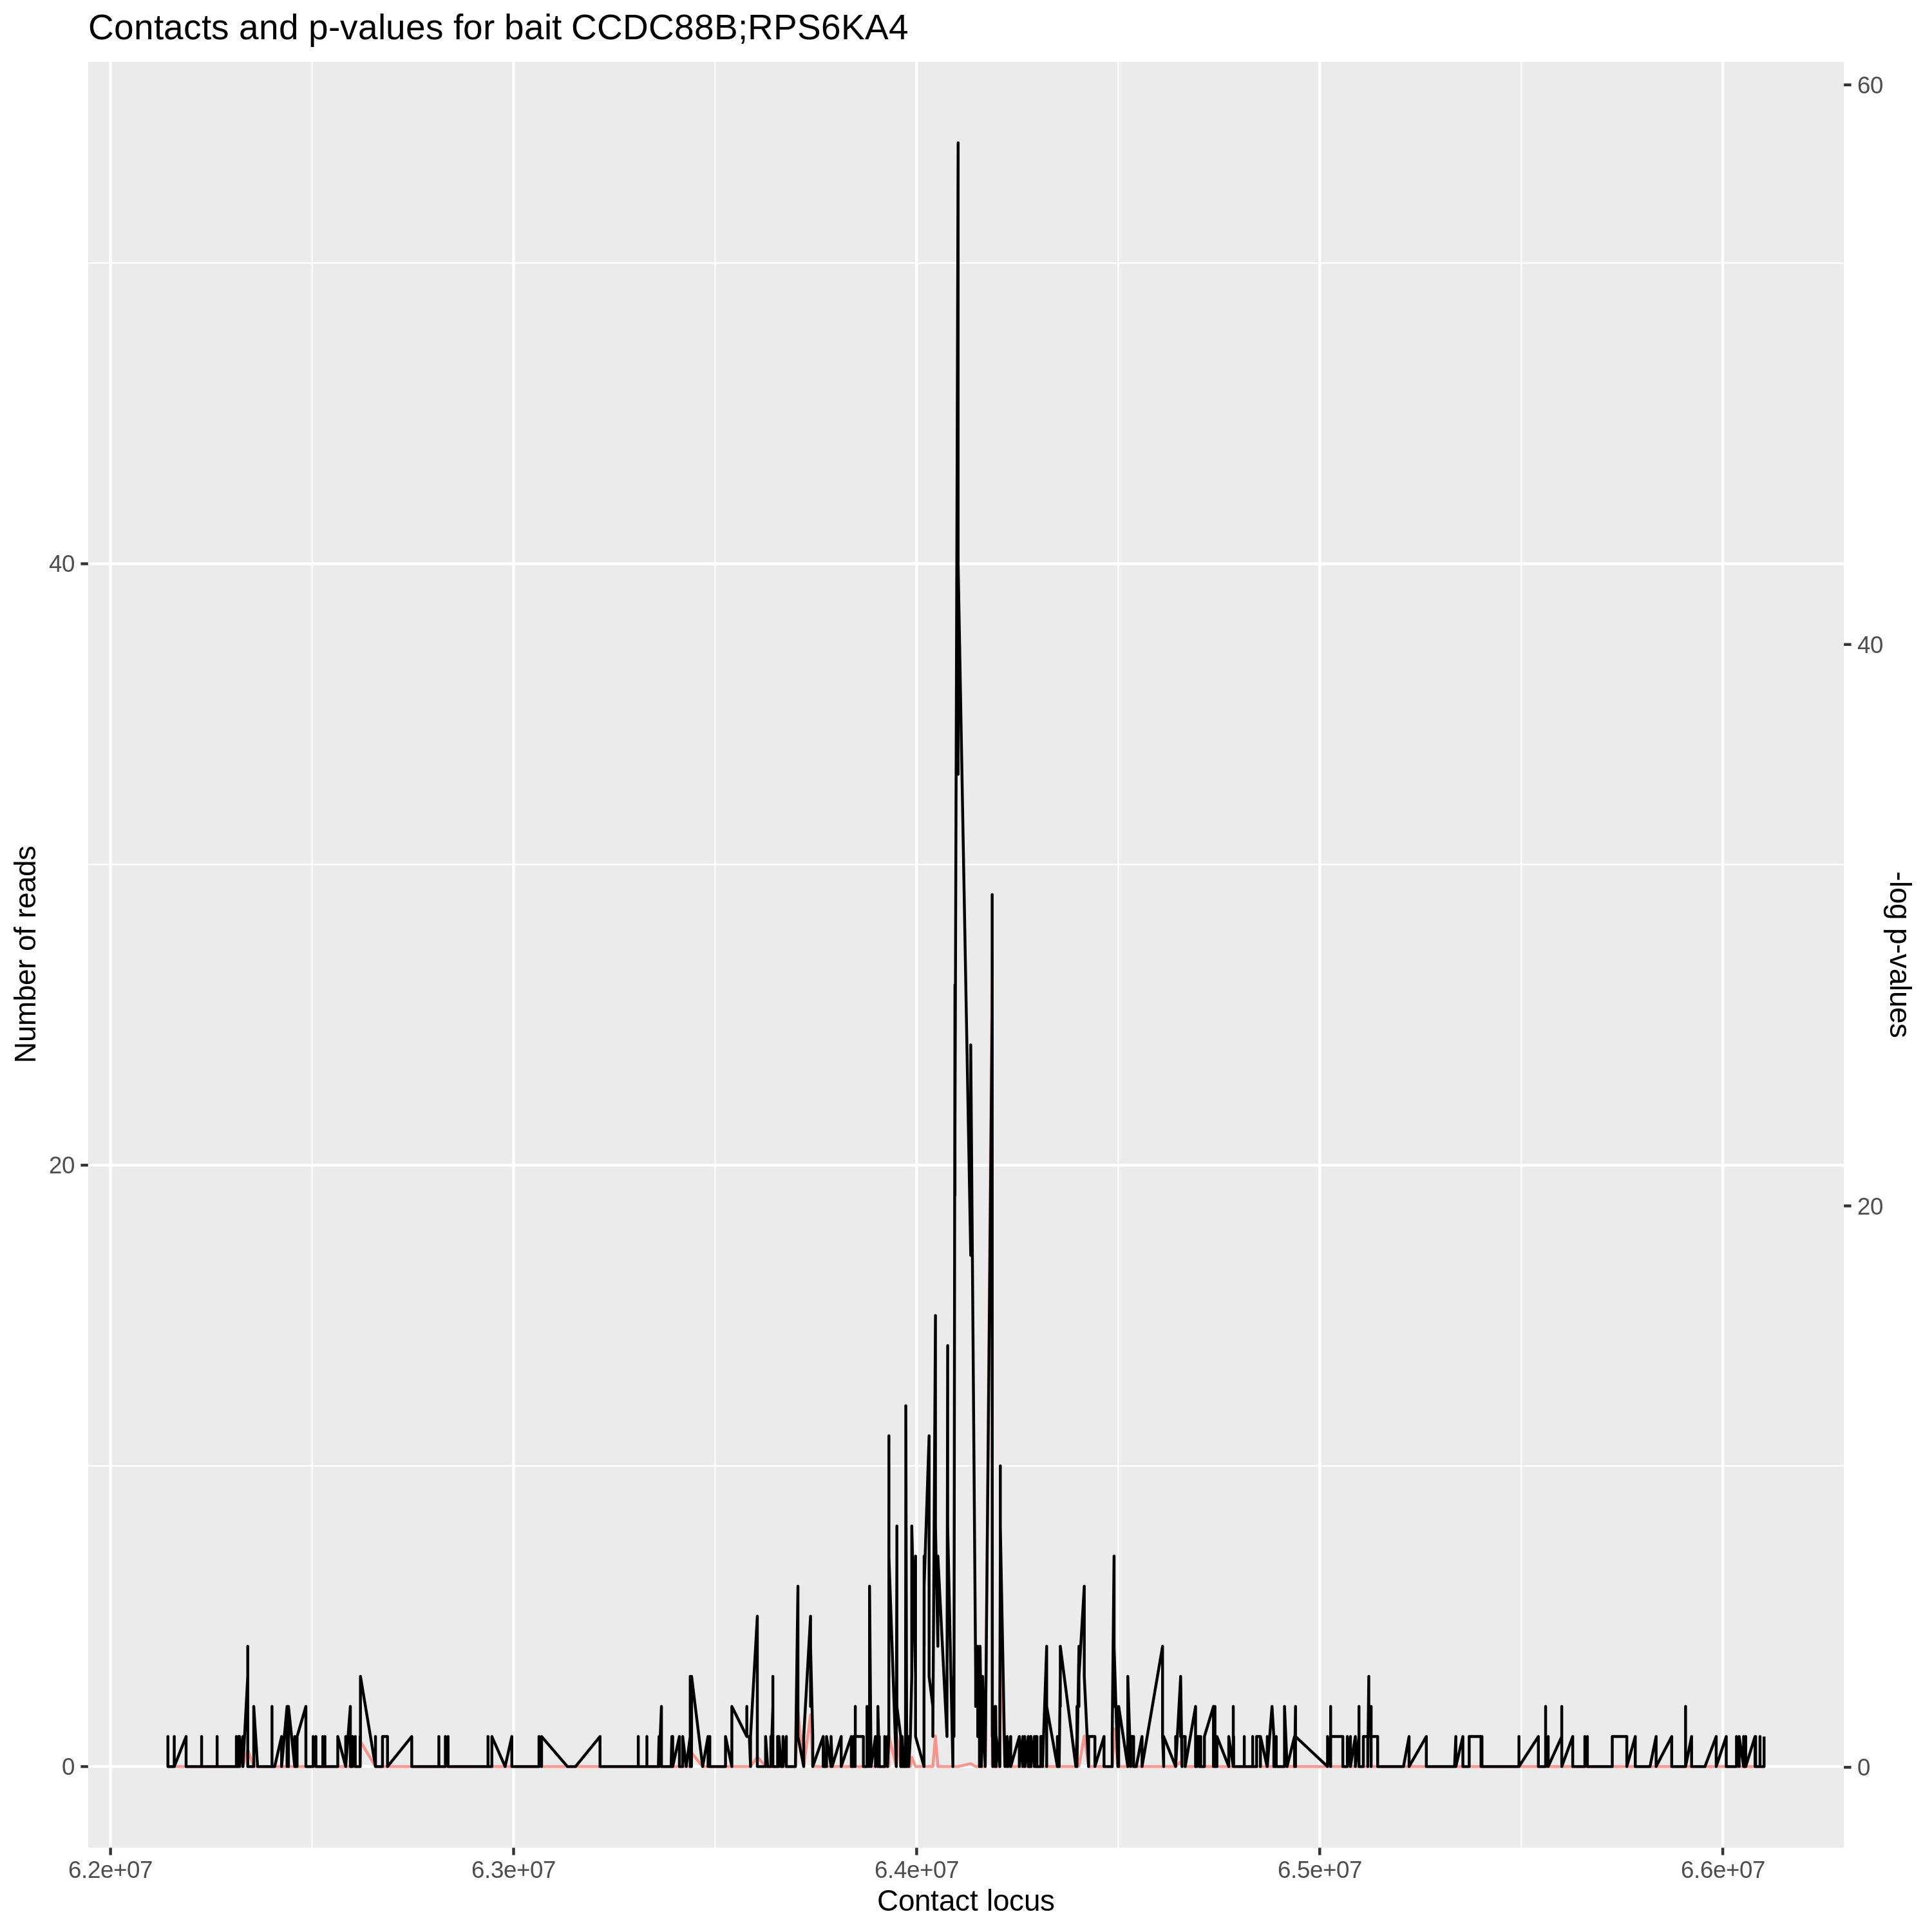 Contacts and p-values for bait CCDC88B;RPS6KA4
60
40
40
20
20
0
0
Number of reads
-log p-values
6.2e+07
6.3e+07
6.4e+07
6.5e+07
6.6e+07
Contact locus